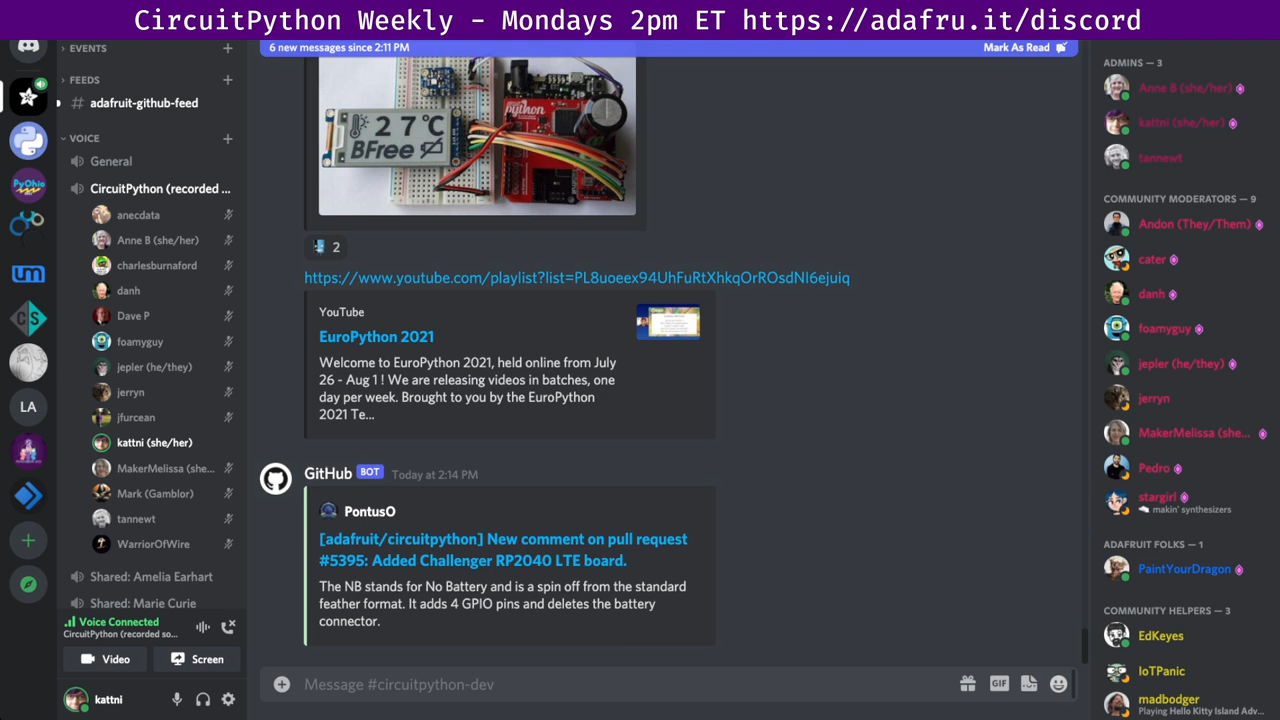 CircuitPython Weekly - Mondays 2pm ET https://adafru.it/discord
EVENTS
FEEDS
# adafruit-github-feed
VOICE
General
CircuitPython (recorded ...
anecdata
Anne B (she/her)
charlesburnaford
danh
Dave P
foamyguy
jepler (he/they)
jerryn
jfurcean
kattni (she/her)
MakerMelissa (she...
Mark (Gamblor)
tannewt
WarriorOfWire
Shared: Amelia Earhart
Shared: Marie Curie
Voice Connected
CircuitPython (recorded so...
Video
Screen
kattni
PyOhio
um
CS
LA
6 new messages since 2:11 PM
Mark As Read
27°C
BFree
python
2
https://www.youtube.com/playlist?list=PL8uoeex94UhFuRtXhkqOrROsdNI6ejuiq
YouTube
EuroPython 2021
Welcome to EuroPython 2021, held online from July
26 - Aug 1 ! We are releasing videos in batches, one
day per week. Brought to you by the EuroPython
2021 Te...
GitHub BOT Today at 2:14 PM
PontusO
[adafruit/circuitpython] New comment on pull request
#5395: Added Challenger RP2040 LTE board.
The NB stands for No Battery and is a spin off from the standard
feather format. It adds 4 GPIO pins and deletes the battery
connector.
Message #circuitpython-dev
GIF
ADMINS — 3
Anne B (she/her)
kattni (she/her)
tannewt
COMMUNITY MODERATORS — 9
Andon (They/Them)
cater
danh
foamyguy
jepler (he/they)
jerryn
MakerMelissa (she...
Pedro
stargirl
makin' synthesizers
ADAFRUIT FOLKS — 1
PaintYourDragon
COMMUNITY HELPERS — 3
EdKeyes
IoTPanic
madbodger
Playing Hello Kitty Island Adv...